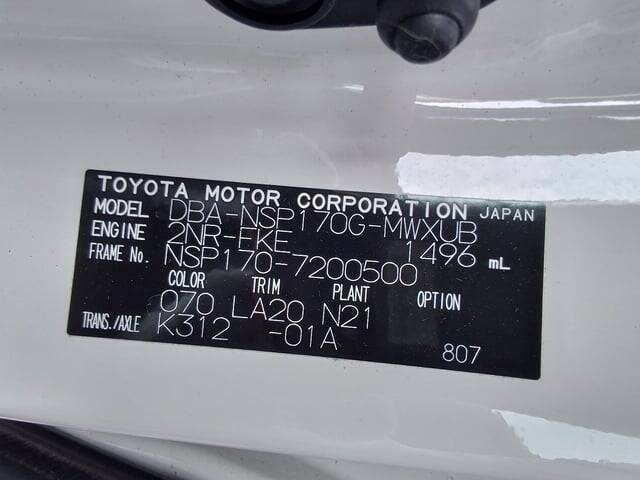 TOYOTA MOTOR CORPORATION JAPAN
MODEL DBA-NSP170G-MWXUB
ENGINE 2NR-FKE 1496 mL
FRAME No. NSP170-7200500
COLOR TRIM PLANT OPTION
070 LA20 N21
TRANS./AXLE K312 -01A
807